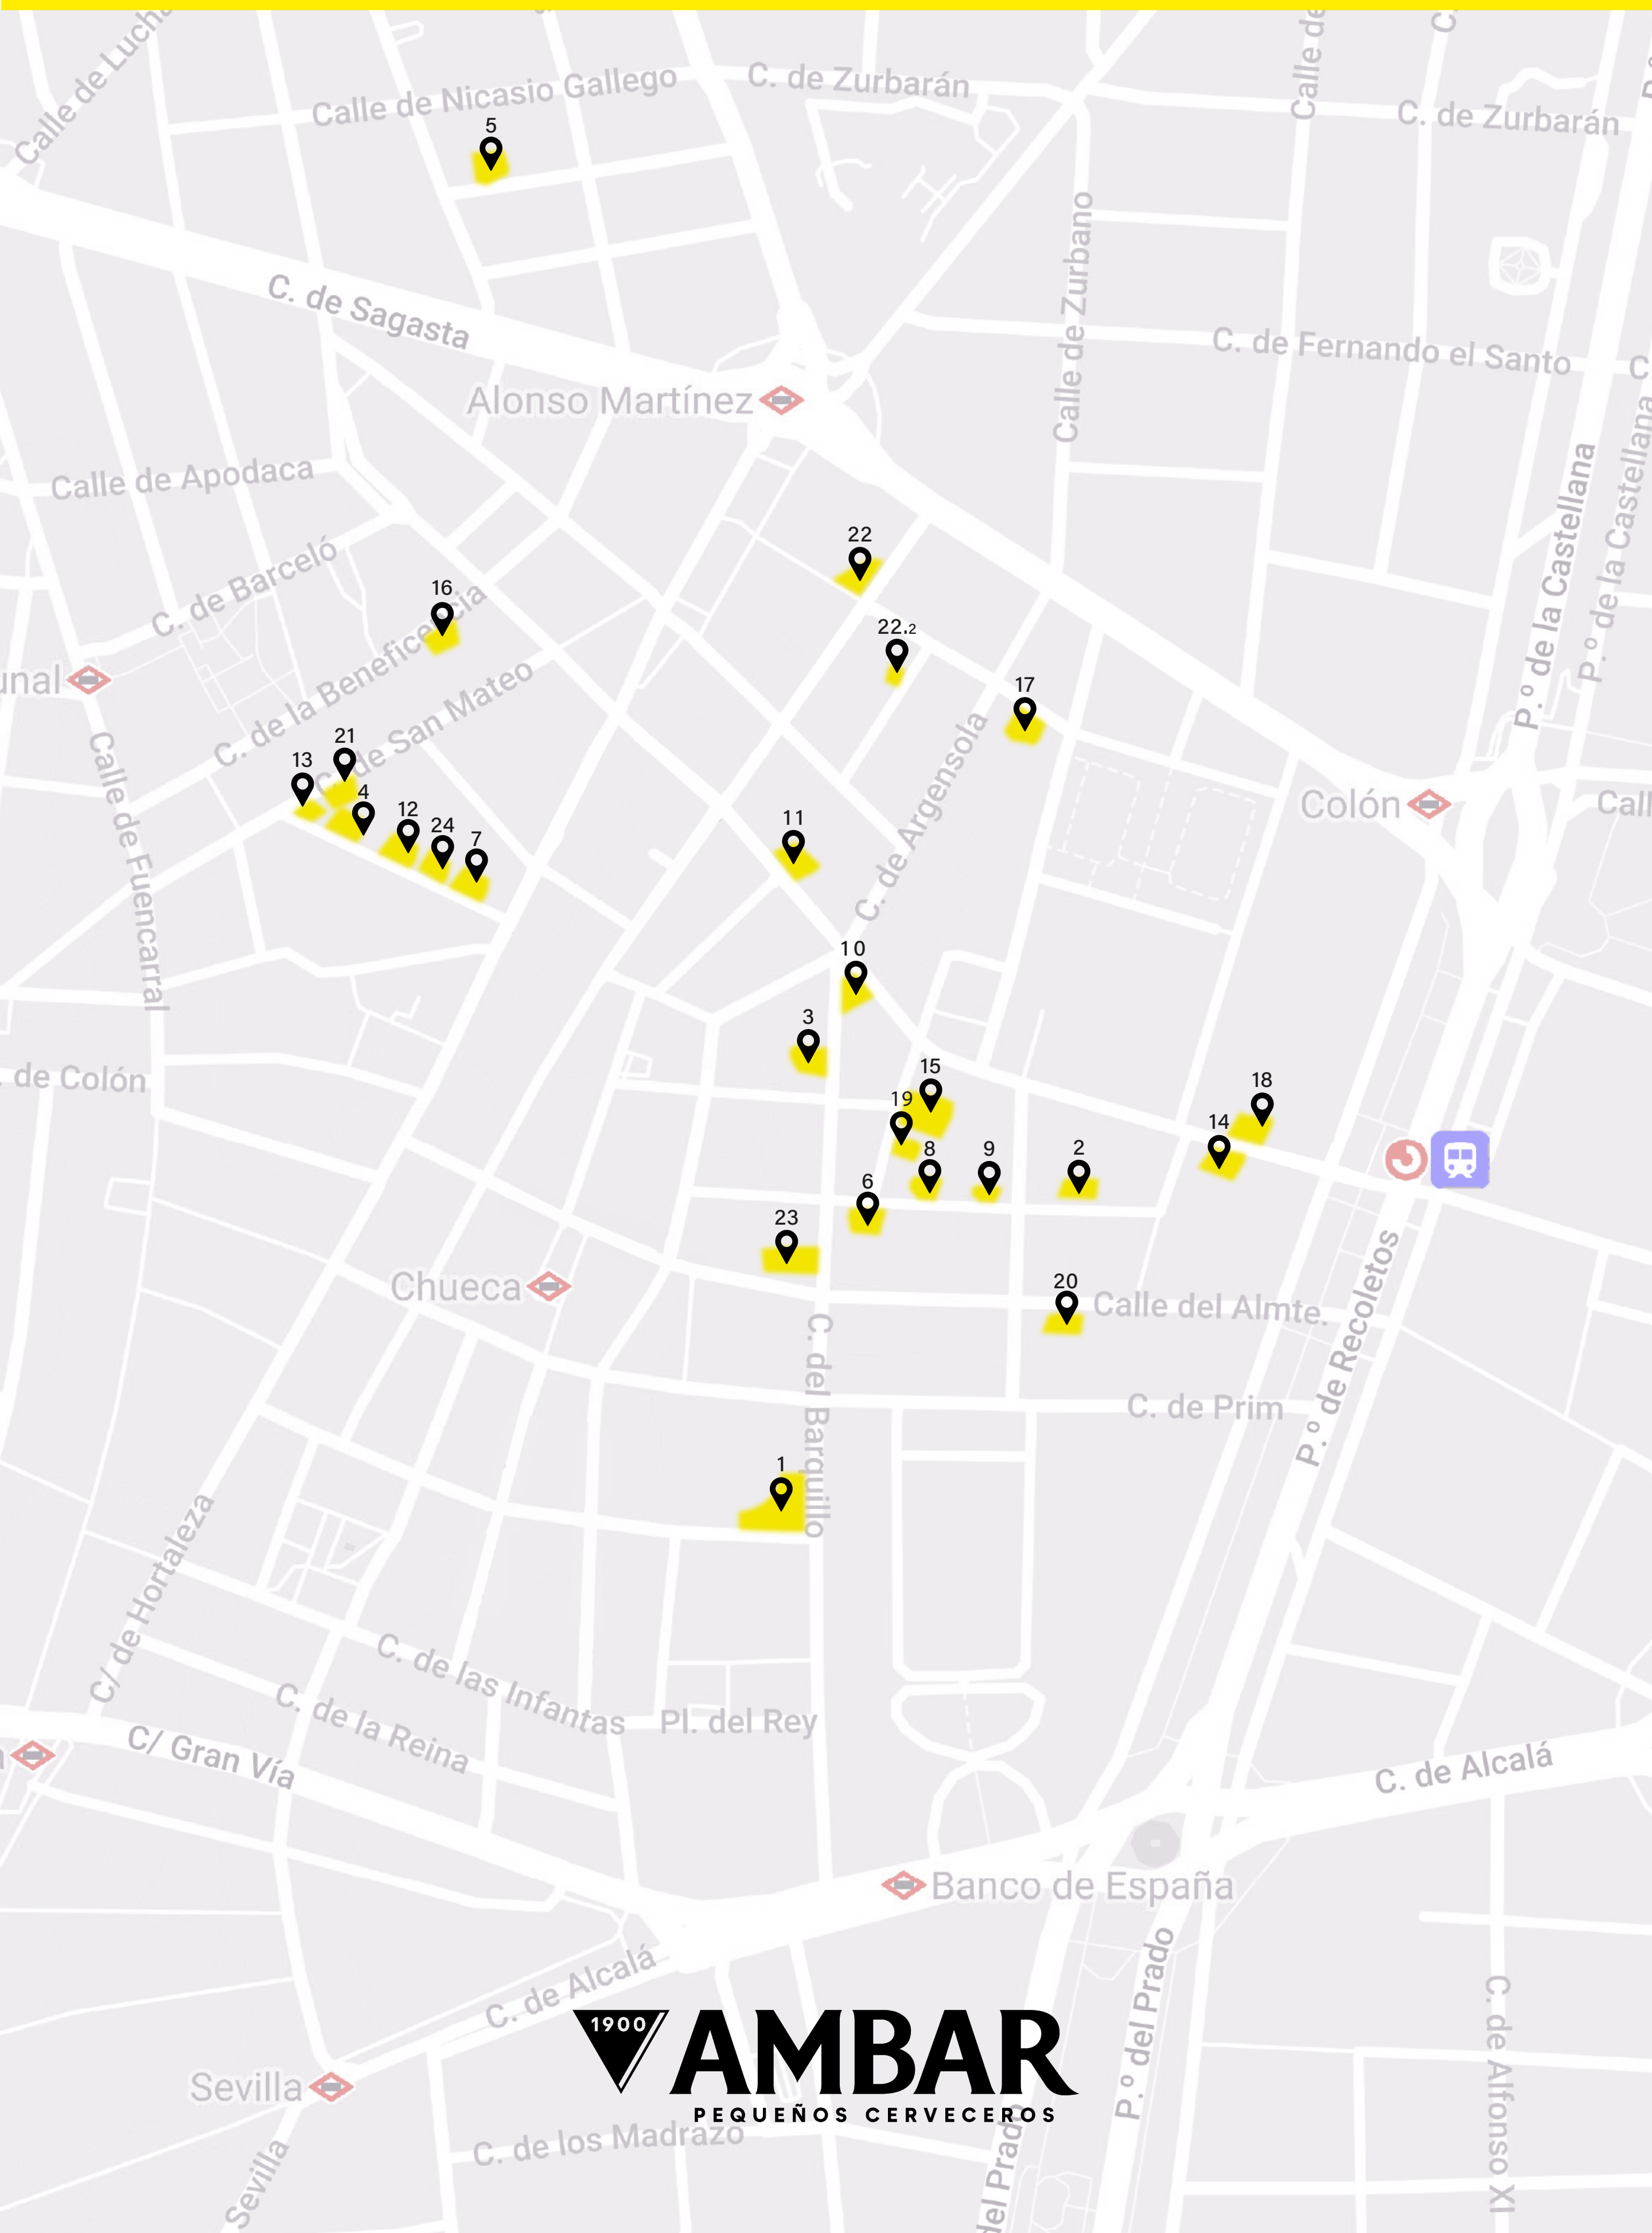 Calle de Luch
Calle de Nicasio Gallego
C. de Zurbarán
Calle de
C.
C. de Zurbarán
5
C. de Sagasta
Calle de Zurbano
C. de Fernando el Santo
C.
Alonso Martínez
Calle de Apodaca
P.º de la Castellana
P.º de la Castellana
22
C. de Barceló
16
C. de la Beneficencia
22.2
unal
C. de San Mateo
17
21
13
4
12
24
7
Calle de Fuencarral
11
C. de Argensola
Colón
Call
10
3
. de Colón
15
19
18
14
8
9
2
6
23
Chueca
20
Calle del Almte.
P.º de Recoletos
C. del Barquillo
C. de Prim
1
C/ de Hortaleza
C. de las Infantas
C. de la Reina
Pl. del Rey
C/ Gran Vía
C. de Alcalá
Banco de España
C. de Alcalá
P.º del Prado
C. de Alfonso XI
1900
AMBAR
PEQUEÑOS CERVECEROS
Sevilla
C. de los Madrazo
Sevilla
del Prado